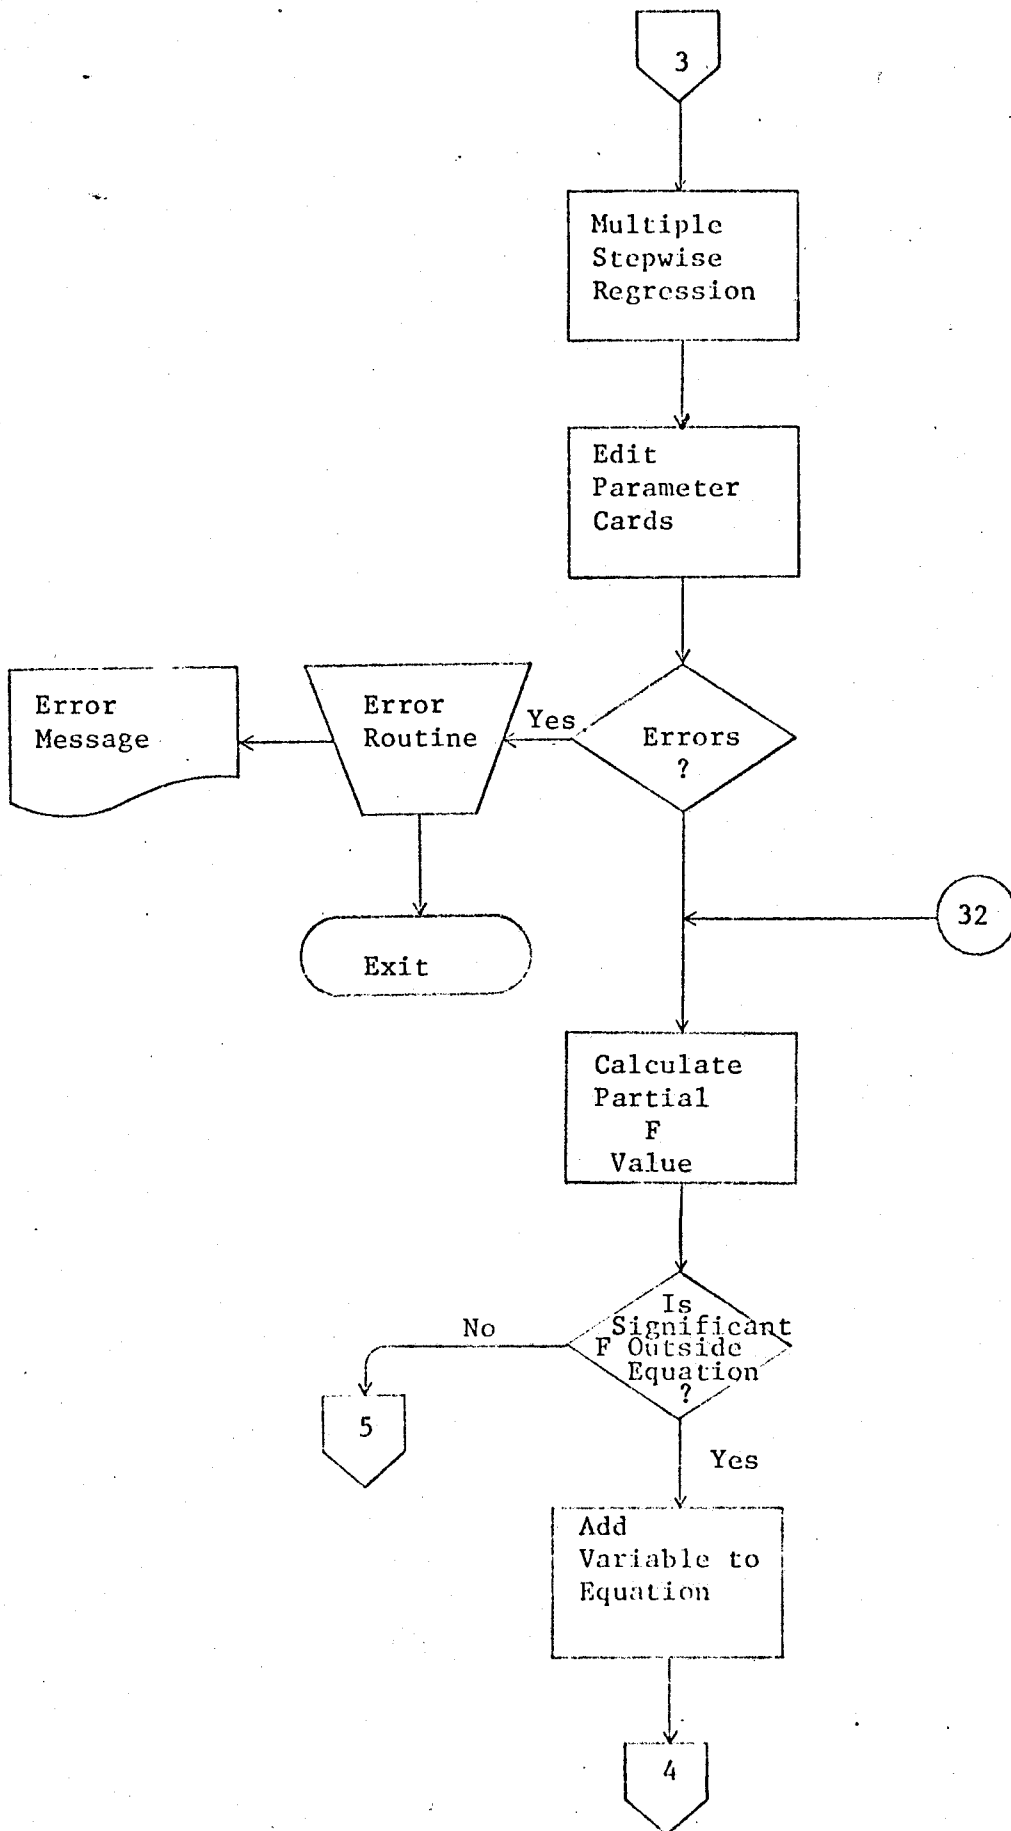 3
Multiple
Stepwise
Regression
Edit
Parameter
Cards
Error
Message
Error
Routine
Yes
Errors
?
32
Exit
Calculate
Partial
F
Value
Is
Significant
F Outside
Equation
?
No
5
Yes
Add
Variable to
Equation
4